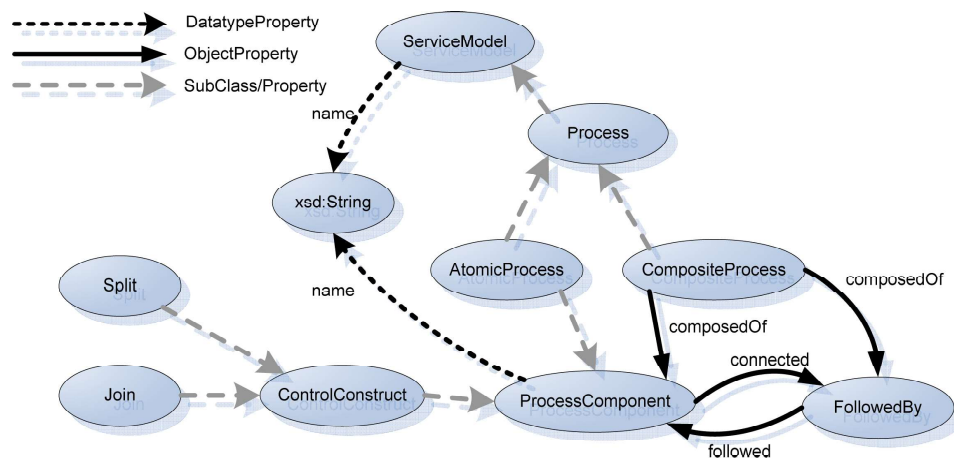 DatatypeProperty
ObjectProperty
SubClass/Property
ServiceModel
name
Process
xsd:String
AtomicProcess
CompositeProcess
composedOf
Split
name
composedOf
connected
Join
ControlConstruct
ProcessComponent
FollowedBy
followed